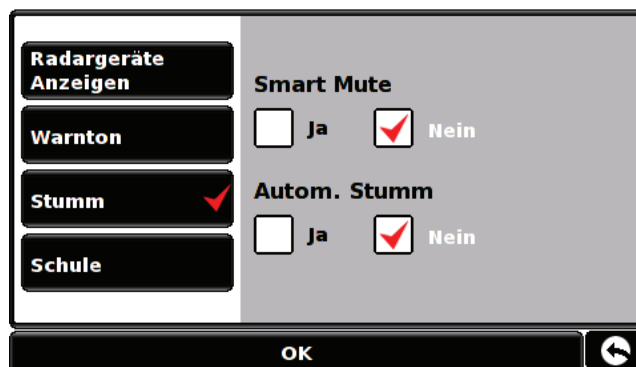 Radargeräte
Anzeigen
Warnton
Stumm
Schule
Smart Mute
Ja Nein
Autom. Stumm
Ja Nein
OK